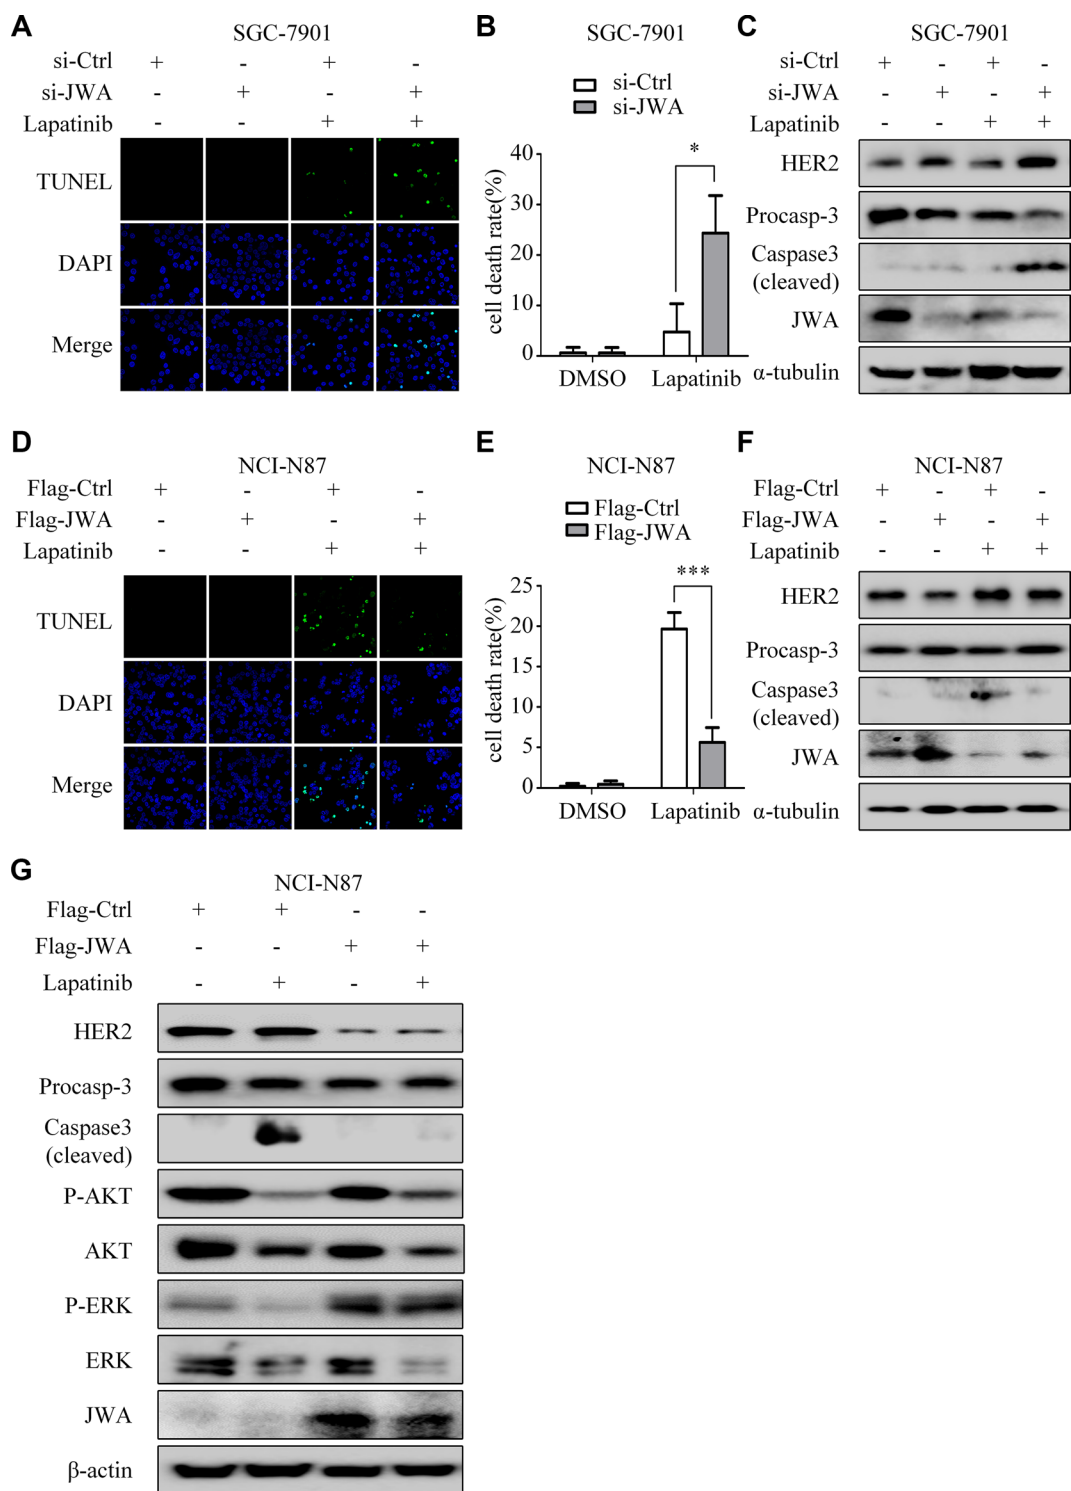 A
SGC-7901
si-Ctrl + - + -
si-JWA - + - +
Lapatinib - - + +
TUNEL
DAPI
Merge
B
SGC-7901
si-Ctrl
si-JWA
cell death rate(%)
40
30
20
10
0
*
DMSO Lapatinib
C
SGC-7901
si-Ctrl + - + -
si-JWA - + - +
Lapatinib - - + +
HER2
Procasp-3
Caspase3
(cleaved)
JWA
α-tubulin
D
NCI-N87
Flag-Ctrl + - + -
Flag-JWA - + - +
Lapatinib - - + +
TUNEL
DAPI
Merge
E
NCI-N87
Flag-Ctrl
Flag-JWA
cell death rate(%)
25
20
15
10
5
0
***
DMSO Lapatinib
F
NCI-N87
Flag-Ctrl + - + -
Flag-JWA - + - +
Lapatinib - - + +
HER2
Procasp-3
Caspase3
(cleaved)
JWA
α-tubulin
G
NCI-N87
Flag-Ctrl + + - -
Flag-JWA - - + +
Lapatinib - + - +
HER2
Procasp-3
Caspase3
(cleaved)
P-AKT
AKT
P-ERK
ERK
JWA
β-actin